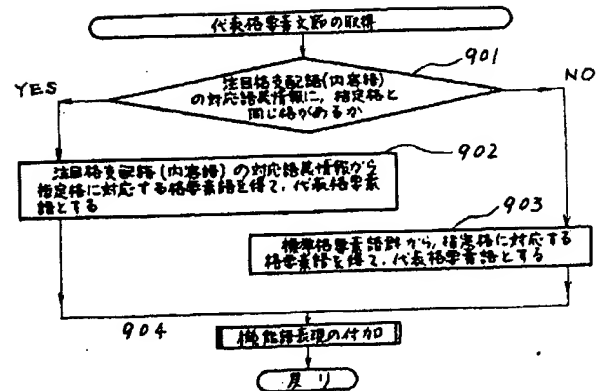 代表格要素文節の取得
901
注目格支配語(内容語)
の対応語義情報に、指定格と
同じ格があるか
YES
NO
902
注目格支配語(内容語)の対応語義情報から
指定格に対応する格要素語を得て、代表格要素
語とする
903
標準格要素語群から、指定格に対応する
格要素語を得て、代表格要素語とする
904
機能語表現の付加
戻り